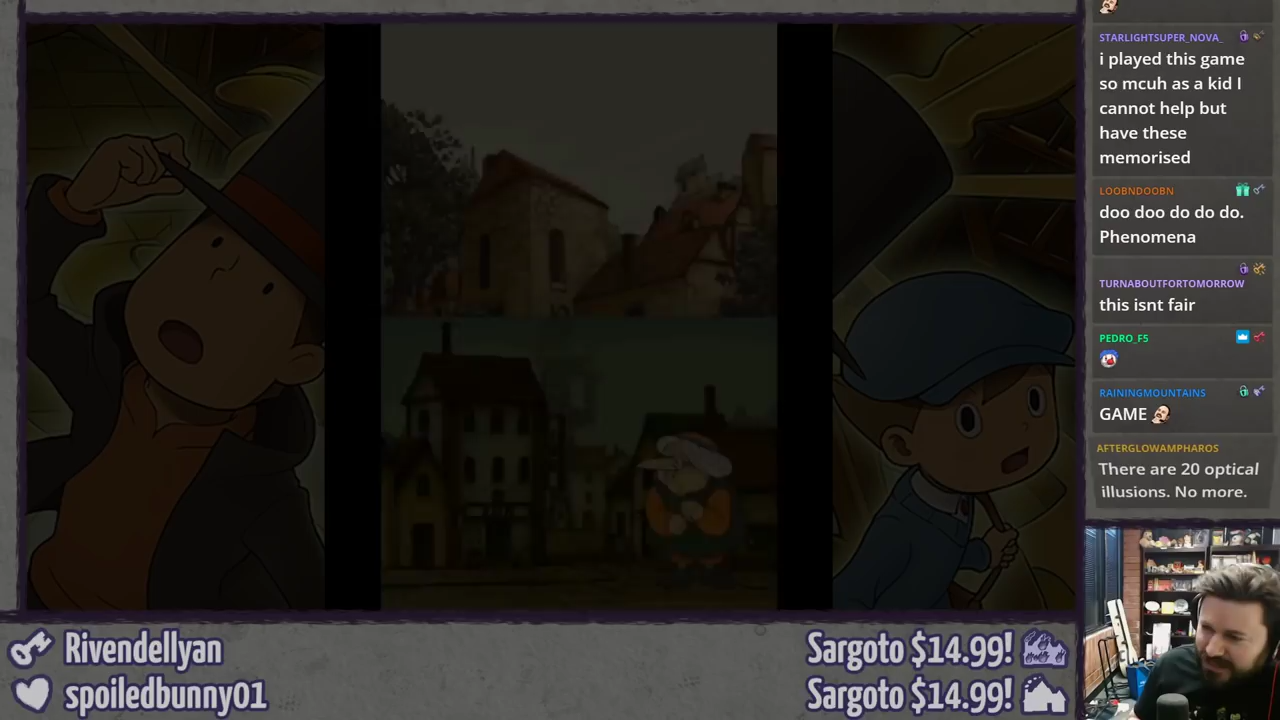 STARLIGHTSUPER_NOVA_
i played this game
so mcuh as a kid I
cannot help but
have these
memorised
LOOBNDOOBN
doo doo do do do.
Phenomena
TURNABOUTFORTOMORROW
this isnt fair
PEDRO_F5
RAININGMOUNTAINS
GAME
AFTERGLOWAMPHAROS
There are 20 optical
illusions. No more.
Rivendellyan
spoiledbunny01
Sargoto $14.99!
Sargoto $14.99!